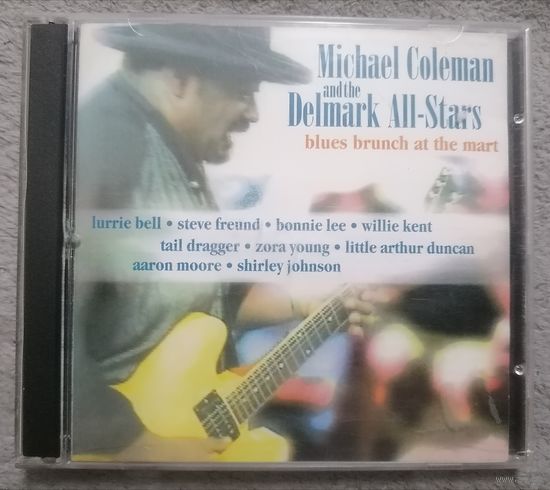 Michael Coleman
and the
Delmark All-Stars
blues brunch at the mart
lurrie bell • steve freund • bonnie lee • willie kent
tail dragger • zora young • little arthur duncan
aaron moore • shirley johnson